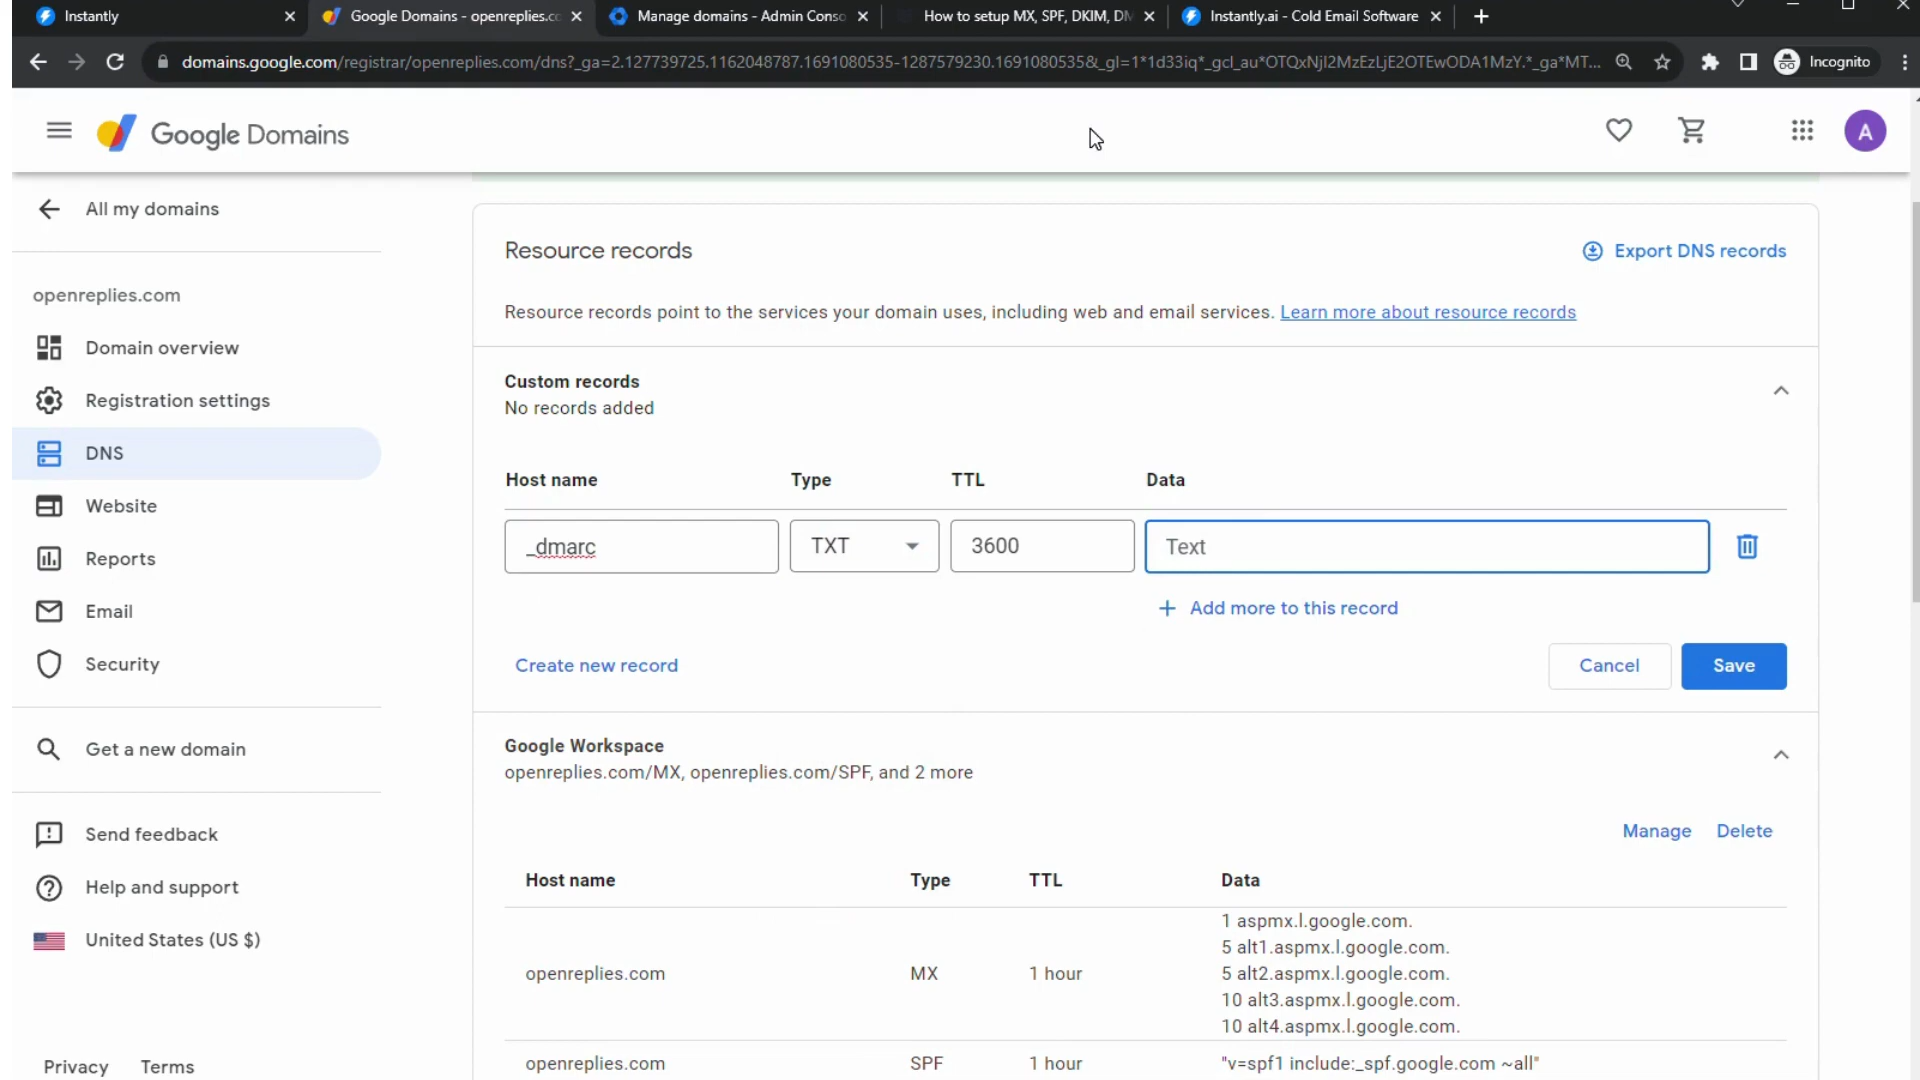 Instantly
Google Domains - openreplies.co
Manage domains - Admin Conso
How to setup MX, SPF, DKIM, DM
Instantly.ai - Cold Email Software
domains.google.com/registrar/openreplies.com/dns?_ga=2.127739725.1162048787.1691080535-1287579230.1691080535&_gl=1*1d33iq*_gcl_au*OTQxNjI2MzEzLjE2OTEwODA1MzY.*_ga*MT...
Incognito
Google Domains
A
All my domains
openreplies.com
Domain overview
Registration settings
DNS
Website
Reports
Email
Security
Get a new domain
Send feedback
Help and support
United States (US $)
Privacy Terms
Resource records
Export DNS records
Resource records point to the services your domain uses, including web and email services. Learn more about resource records
Custom records
No records added
Host name Type TTL Data
_dmarc TXT 3600 Text
Add more to this record
Create new record
Cancel Save
Google Workspace
openreplies.com/MX, openreplies.com/SPF, and 2 more
Manage Delete
Host name Type TTL Data
1 aspmx.l.google.com.
5 alt1.aspmx.l.google.com.
openreplies.com MX 1 hour 5 alt2.aspmx.l.google.com.
10 alt3.aspmx.l.google.com.
10 alt4.aspmx.l.google.com.
openreplies.com SPF 1 hour "v=spf1 include:_spf.google.com ~all"